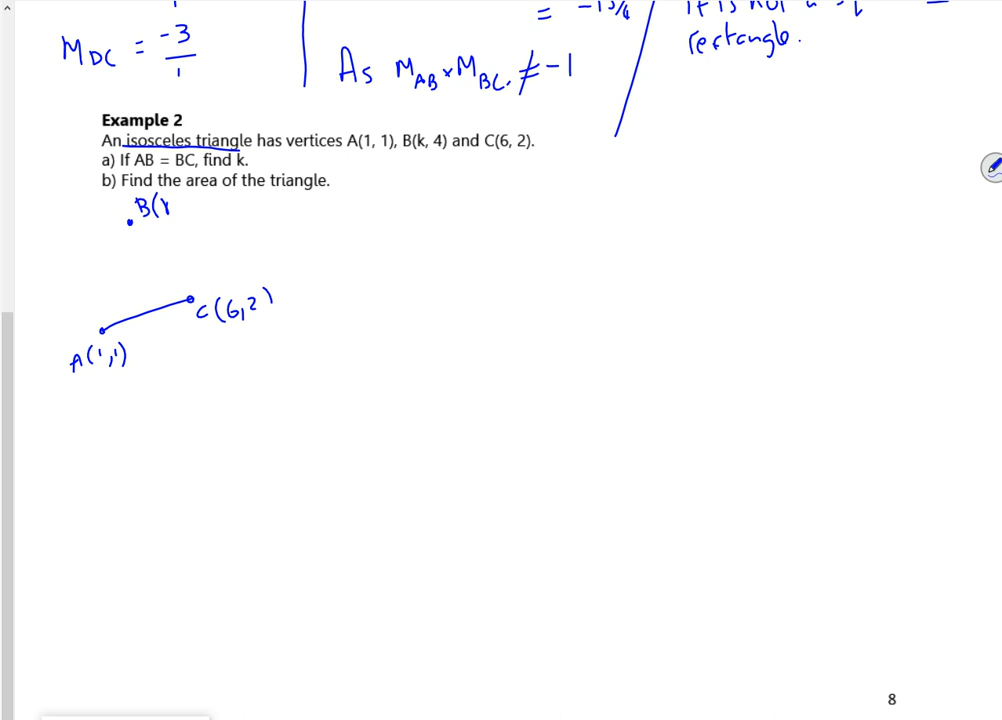 M_DC = -3/1
= -13/4
As M_AB × M_BC ≠ -1
rectangle.
Example 2
An isosceles triangle has vertices A(1, 1), B(k, 4) and C(6, 2).
a) If AB = BC, find k.
b) Find the area of the triangle.
B(
C(6,2)
A(1,1)
8